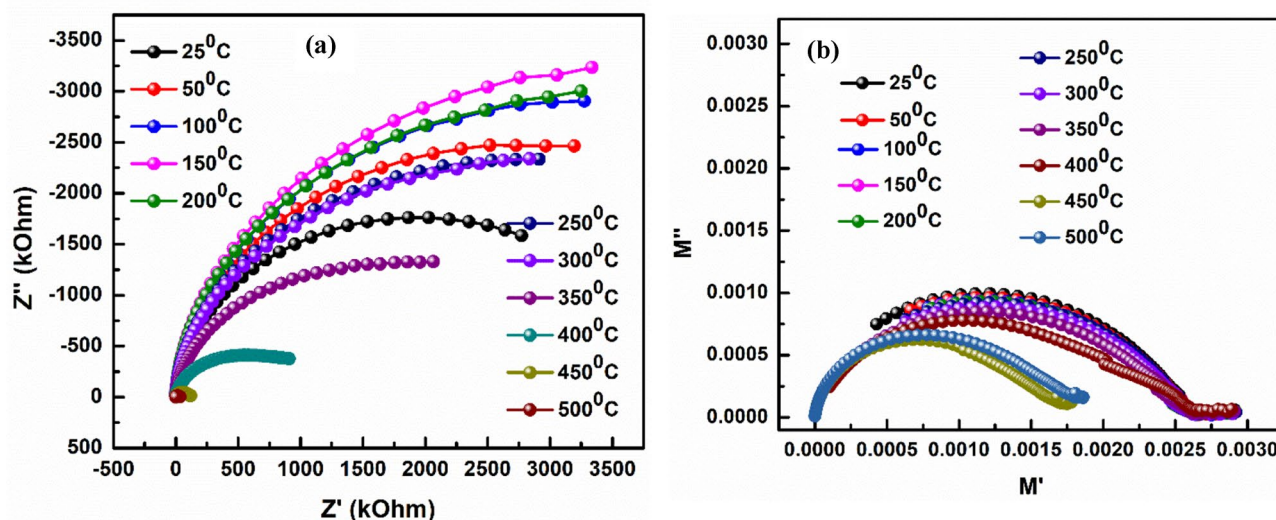 (a)
25⁰C
50⁰C
100⁰C
150⁰C
200⁰C
250⁰C
300⁰C
350⁰C
400⁰C
450⁰C
500⁰C
-3500
-3000
-2500
-2000
-1500
-1000
-500
0
500
Z'' (kOhm)
-500 0 500 1000 1500 2000 2500 3000 3500
Z' (kOhm)
(b)
25⁰C
50⁰C
100⁰C
150⁰C
200⁰C
250⁰C
300⁰C
350⁰C
400⁰C
450⁰C
500⁰C
0.0030
0.0025
0.0020
0.0015
0.0010
0.0005
0.0000
M''
0.0000 0.0005 0.0010 0.0015 0.0020 0.0025 0.0030
M'